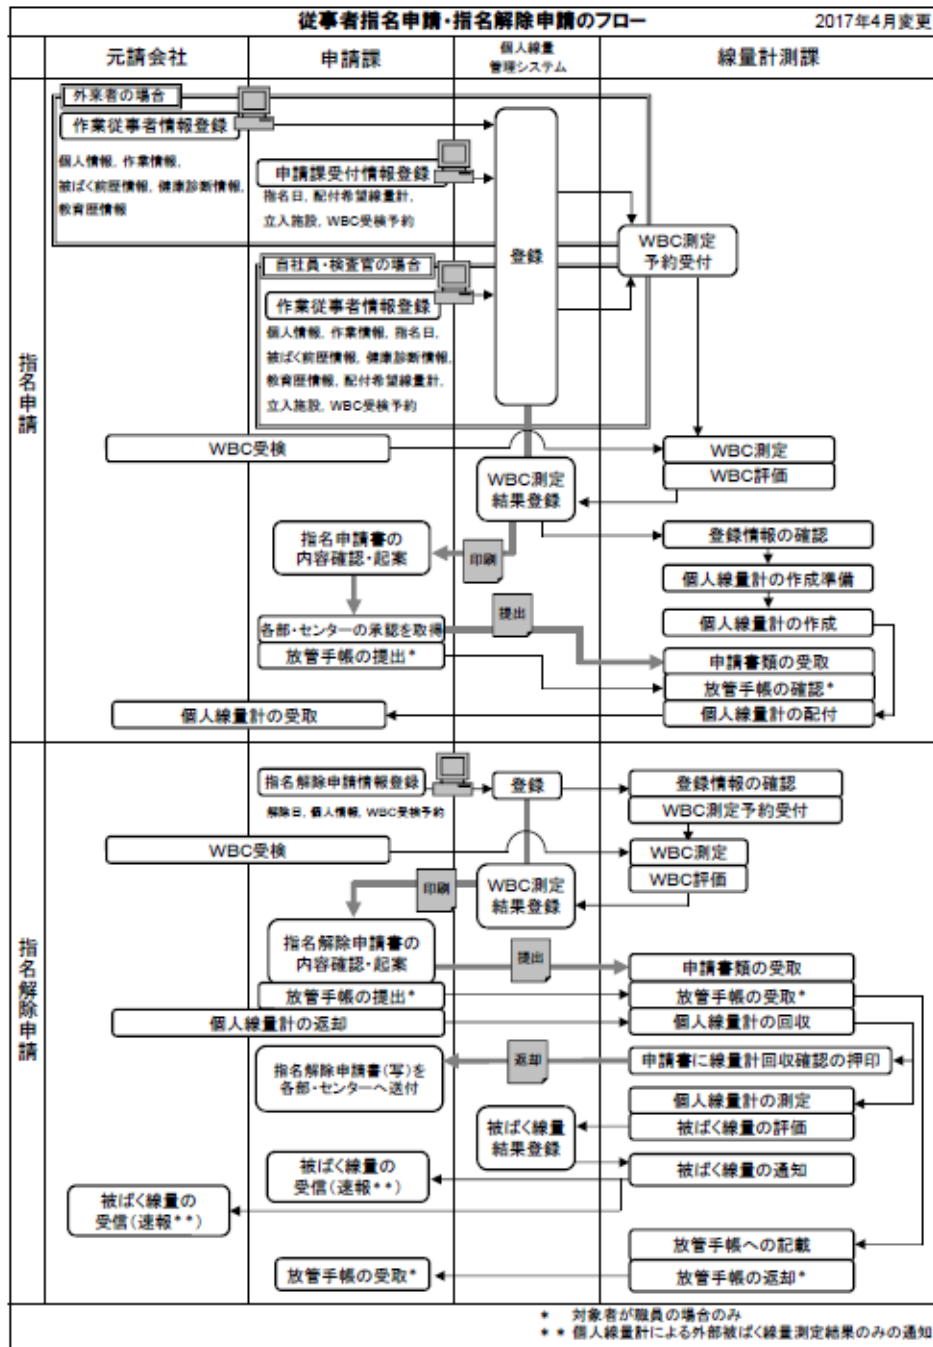 従事者指名申請・指名解除申請のフロー
2017年4月変更
元請会社
申請課
個人線量
管理システム
線量計測課
指名申請
外来者の場合
作業従事者情報登録
個人情報, 作業情報,
被ばく前歴情報, 健康診断情報,
教育歴情報
申請課受付情報登録
指名日, 配付希望線量計,
立入施設, WBC受検予約
登録
WBC測定
予約受付
自社員・検査官の場合
作業従事者情報登録
個人情報, 作業情報, 指名日,
被ばく前歴情報, 健康診断情報,
教育歴情報, 配付希望線量計,
立入施設, WBC受検予約
WBC受検
WBC測定
WBC評価
WBC測定
結果登録
登録情報の確認
指名申請書の
内容確認・起案
印刷
個人線量計の作成準備
提出
個人線量計の作成
各部・センターの承認を取得
放管手帳の提出*
申請書類の受取
放管手帳の確認*
個人線量計の配付
個人線量計の受取
指名解除申請
指名解除申請情報登録
解除日, 個人情報, WBC受検予約
登録
登録情報の確認
WBC測定予約受付
WBC受検
WBC測定
WBC評価
WBC測定
結果登録
印刷
指名解除申請書の
内容確認・起案
提出
申請書類の受取
放管手帳の提出*
放管手帳の受取*
個人線量計の返却
個人線量計の回収
指名解除申請書(写)を
各部・センターへ送付
返却
申請書に線量計回収確認の押印
個人線量計の測定
被ばく線量の評価
被ばく線量
結果登録
被ばく線量の通知
被ばく線量の
受信(速報**)
被ばく線量の
受信(速報**)
放管手帳への記載
放管手帳の返却*
放管手帳の受取*
* 対象者が職員の場合のみ
** 個人線量計による外部被ばく線量測定結果のみの通知